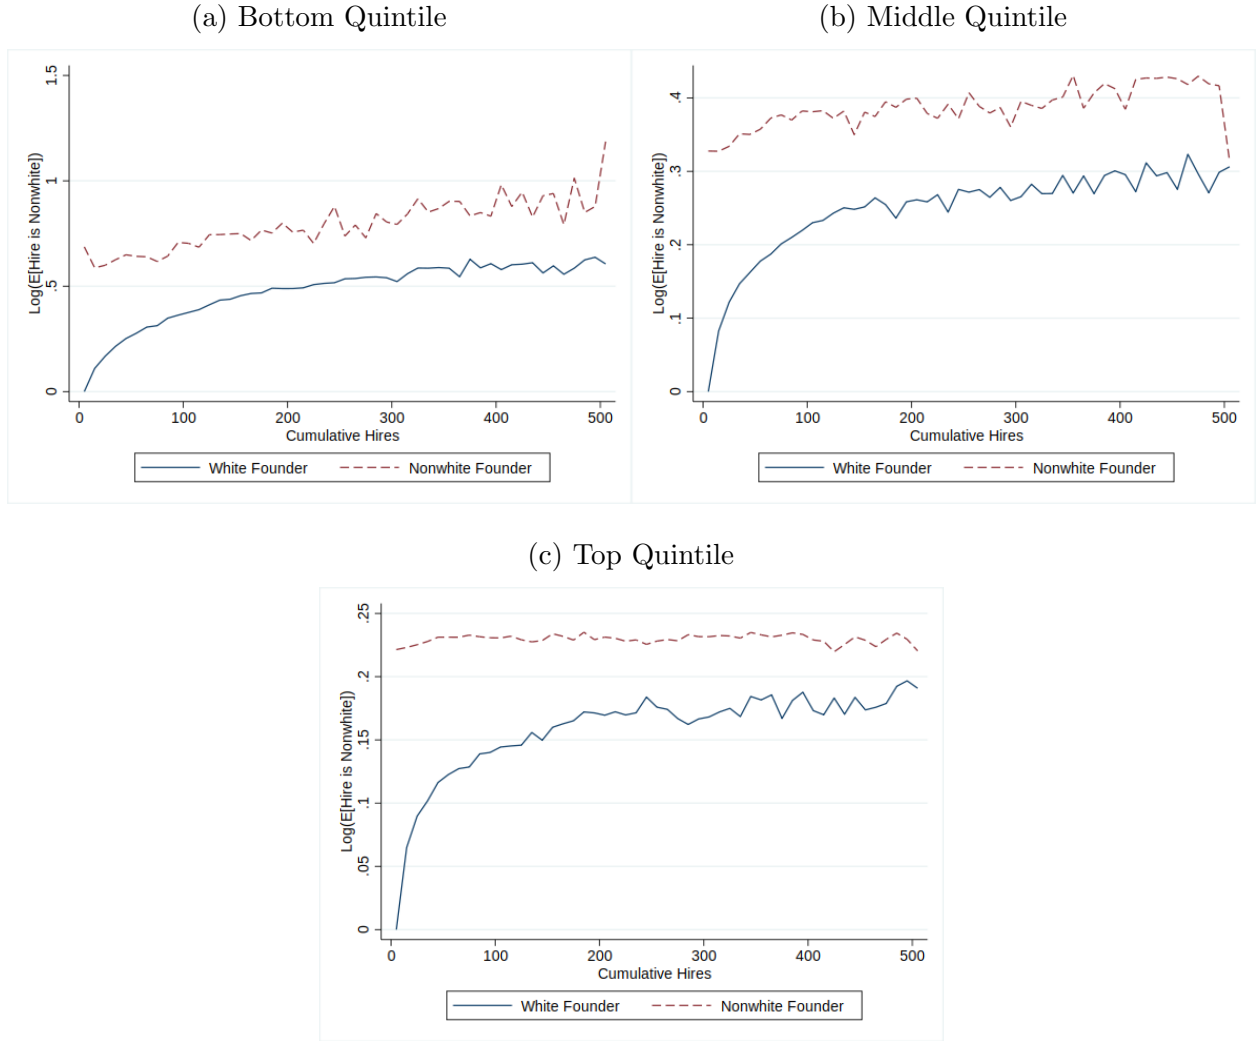 (a) Bottom Quintile
Log(E[Hire is Nonwhite])
1.5
1
.5
0
0 100 200 300 400 500
Cumulative Hires
White Founder Nonwhite Founder
(b) Middle Quintile
Log(E[Hire is Nonwhite])
.4
.3
.2
.1
0
0 100 200 300 400 500
Cumulative Hires
White Founder Nonwhite Founder
(c) Top Quintile
Log(E[Hire is Nonwhite])
.25
.2
.15
.1
.05
0
0 100 200 300 400 500
Cumulative Hires
White Founder Nonwhite Founder